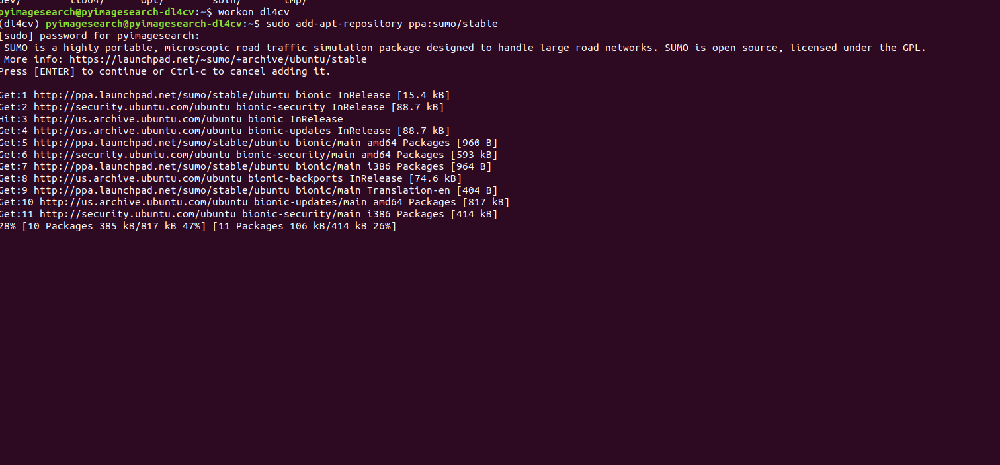 dev/ lib64/ opt/ sbin/ tmp/
pyimagesearch@pyimagesearch-dl4cv:~$ workon dl4cv
(dl4cv) pyimagesearch@pyimagesearch-dl4cv:~$ sudo add-apt-repository ppa:sumo/stable
[sudo] password for pyimagesearch:
SUMO is a highly portable, microscopic road traffic simulation package designed to handle large road networks. SUMO is open source, licensed under the GPL.
More info: https://launchpad.net/~sumo/+archive/ubuntu/stable
Press [ENTER] to continue or Ctrl-c to cancel adding it.
Get:1 http://ppa.launchpad.net/sumo/stable/ubuntu bionic InRelease [15.4 kB]
Get:2 http://security.ubuntu.com/ubuntu bionic-security InRelease [88.7 kB]
Hit:3 http://us.archive.ubuntu.com/ubuntu bionic InRelease
Get:4 http://us.archive.ubuntu.com/ubuntu bionic-updates InRelease [88.7 kB]
Get:5 http://ppa.launchpad.net/sumo/stable/ubuntu bionic/main amd64 Packages [960 B]
Get:6 http://security.ubuntu.com/ubuntu bionic-security/main amd64 Packages [593 kB]
Get:7 http://ppa.launchpad.net/sumo/stable/ubuntu bionic/main i386 Packages [964 B]
Get:8 http://us.archive.ubuntu.com/ubuntu bionic-backports InRelease [74.6 kB]
Get:9 http://ppa.launchpad.net/sumo/stable/ubuntu bionic/main Translation-en [404 B]
Get:10 http://us.archive.ubuntu.com/ubuntu bionic-updates/main amd64 Packages [817 kB]
Get:11 http://security.ubuntu.com/ubuntu bionic-security/main i386 Packages [414 kB]
28% [10 Packages 385 kB/817 kB 47%] [11 Packages 106 kB/414 kB 26%]